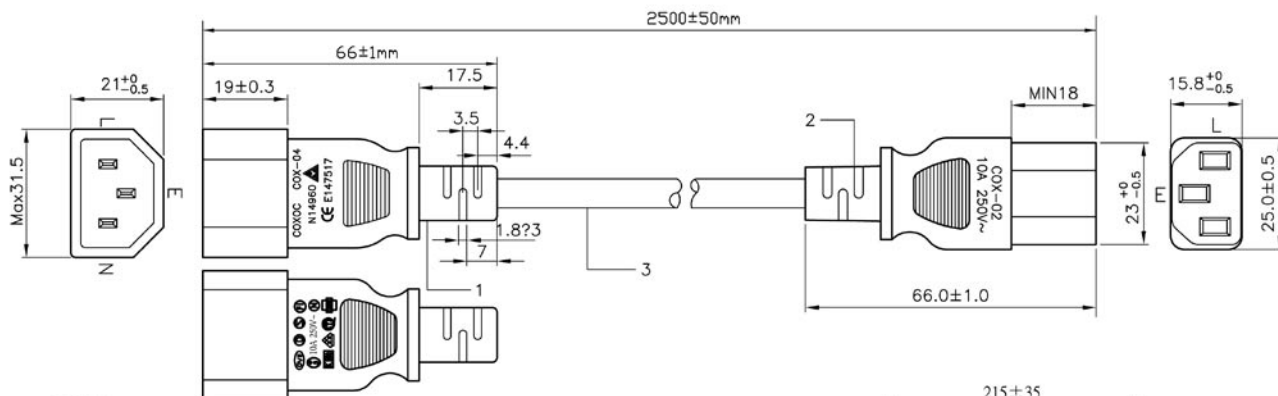 2500±50mm
66±1mm
21 +0 -0.5
19±0.3
17.5
MIN18
15.8 +0 -0.5
3.5
2
L
4.4
L
Max31.5
E
COXOC COX-04
N14960
CE E147517
COX-02
10A 250V~
23 +0 -0.5
E
25.0±0.5
N
1.8?3
7
3
1
66.0±1.0
10A 250V~
215±35